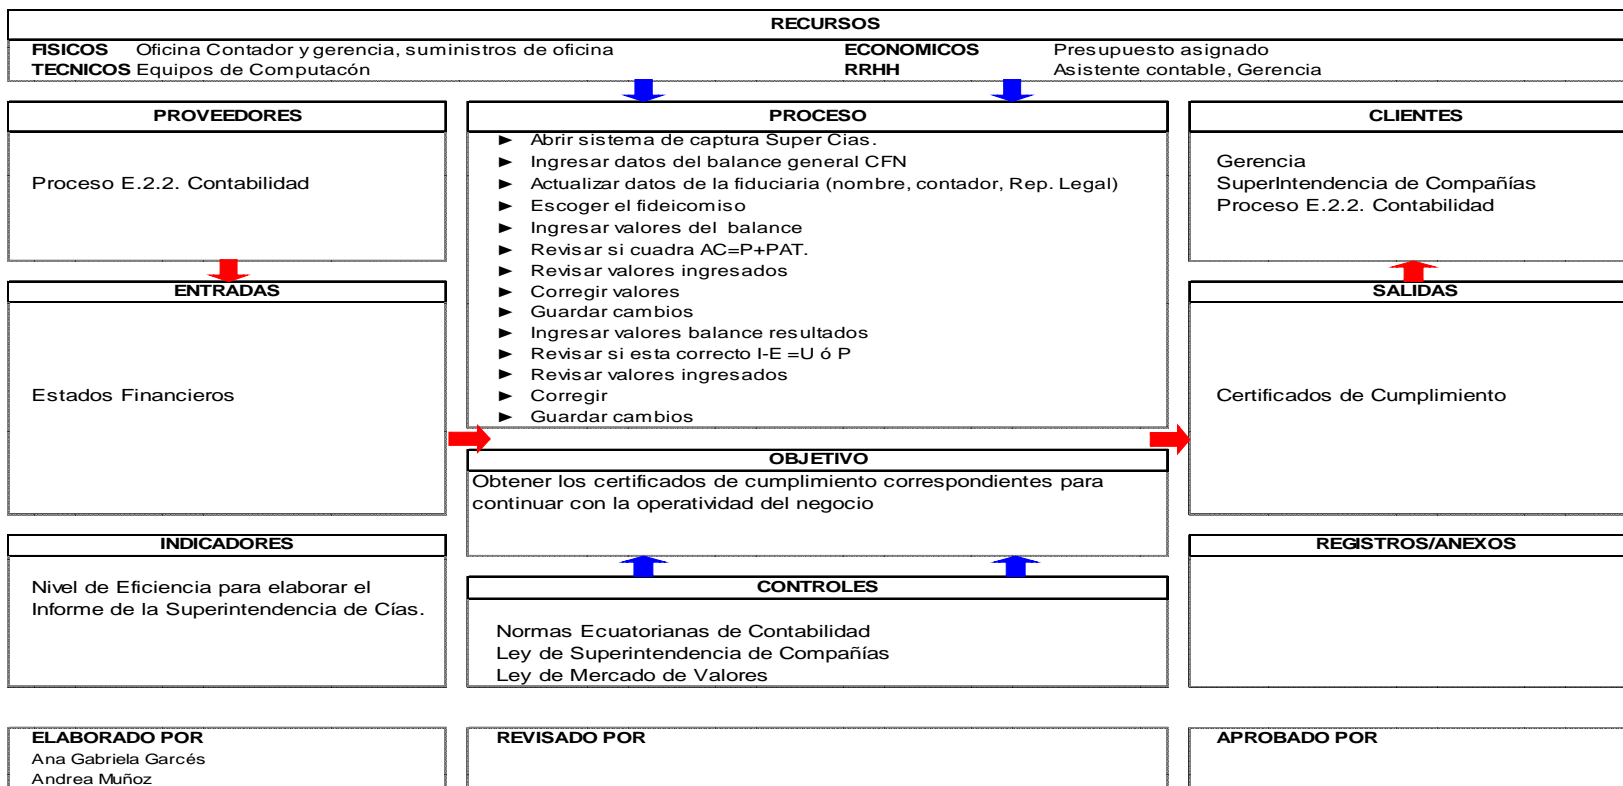 RECURSOS
FISICOS Oficina Contador y gerencia, suministros de oficina ECONOMICOS Presupuesto asignado
TECNICOS Equipos de Computacón RRHH Asistente contable, Gerencia
PROVEEDORES
Proceso E.2.2. Contabilidad
ENTRADAS
Estados Financieros
INDICADORES
Nivel de Eficiencia para elaborar el
Informe de la Superintendencia de Cías.
PROCESO
► Abrir sistema de captura Super Cias.
► Ingresar datos del balance general CFN
► Actualizar datos de la fiduciaria (nombre, contador, Rep. Legal)
► Escoger el fideicomiso
► Ingresar valores del balance
► Revisar si cuadra AC=P+PAT.
► Revisar valores ingresados
► Corregir valores
► Guardar cambios
► Ingresar valores balance resultados
► Revisar si esta correcto I-E =U ó P
► Revisar valores ingresados
► Corregir
► Guardar cambios
OBJETIVO
Obtener los certificados de cumplimiento correspondientes para
continuar con la operatividad del negocio
CONTROLES
Normas Ecuatorianas de Contabilidad
Ley de Superintendencia de Compañías
Ley de Mercado de Valores
CLIENTES
Gerencia
SuperIntendencia de Compañías
Proceso E.2.2. Contabilidad
SALIDAS
Certificados de Cumplimiento
REGISTROS/ANEXOS
ELABORADO POR
Ana Gabriela Garcés
Andrea Muñoz
REVISADO POR
APROBADO POR